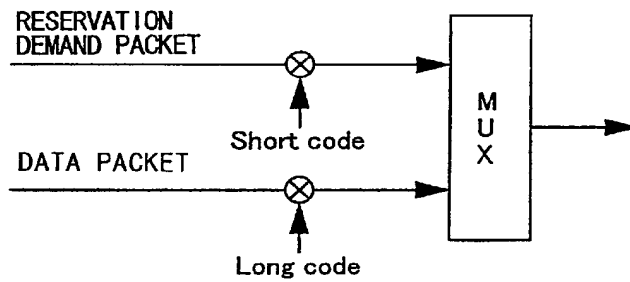 RESERVATION
DEMAND PACKET
Short code
DATA PACKET
Long code
M
U
X